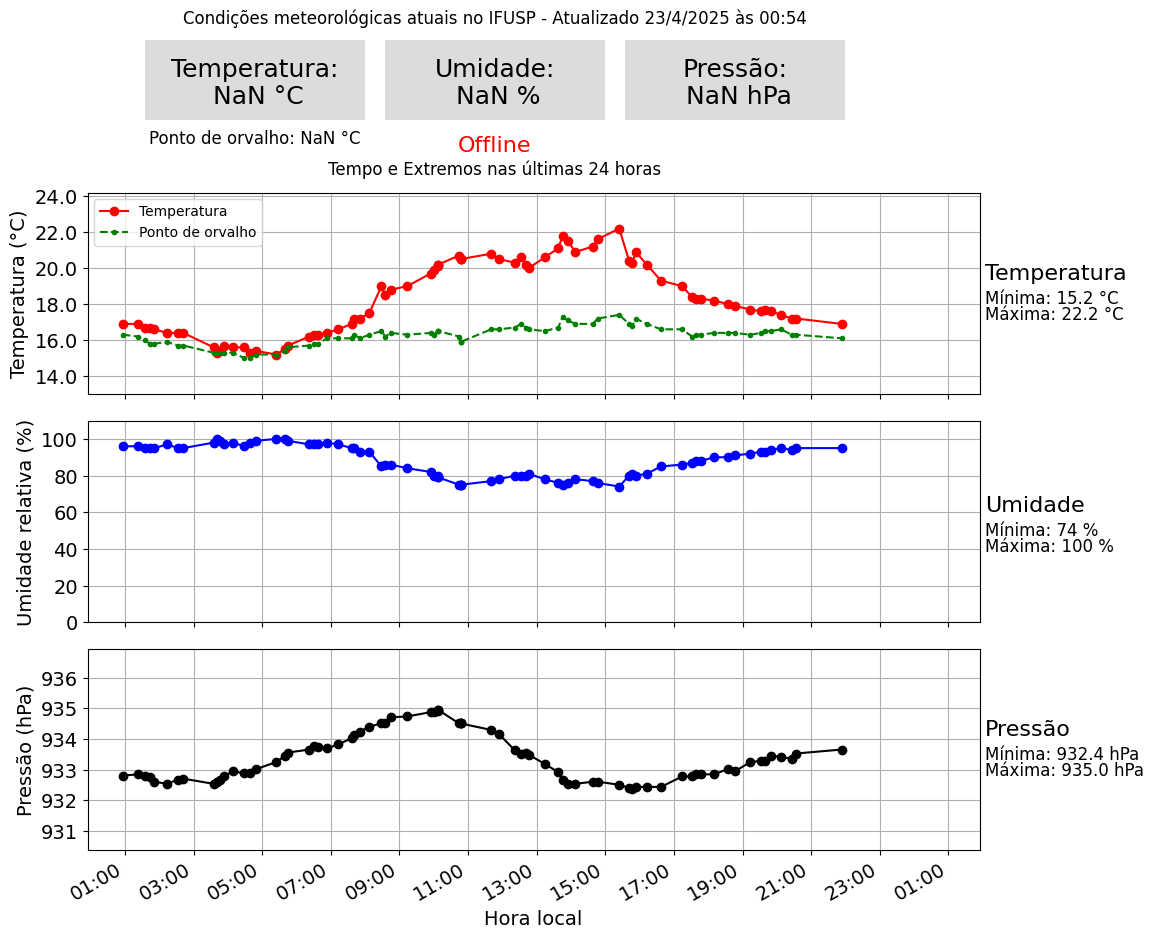 Condições meteorológicas atuais no IFUSP - Atualizado 23/4/2025 às 00:54
Temperatura:
NaN °C
Umidade:
NaN %
Pressão:
NaN hPa
Ponto de orvalho: NaN °C
Offline
Tempo e Extremos nas últimas 24 horas
Temperatura (°C)
24.0
22.0
20.0
18.0
16.0
14.0
Temperatura
Ponto de orvalho
Temperatura
Mínima: 15.2 °C
Máxima: 22.2 °C
Umidade relativa (%)
100
80
60
40
20
0
Umidade
Mínima: 74 %
Máxima: 100 %
Pressão (hPa)
936
935
934
933
932
931
Pressão
Mínima: 932.4 hPa
Máxima: 935.0 hPa
01:00
03:00
05:00
07:00
09:00
11:00
13:00
15:00
17:00
19:00
21:00
23:00
01:00
Hora local